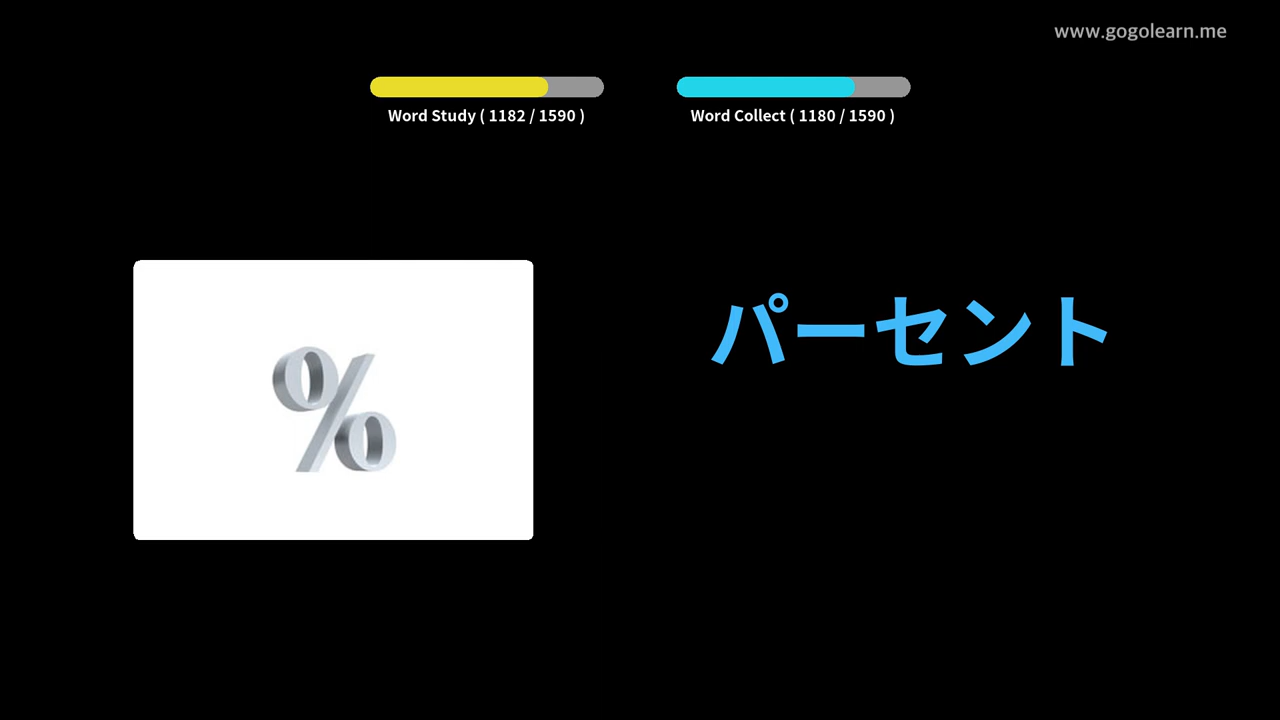 www.gogolearn.me
Word Study ( 1182 / 1590 )
Word Collect ( 1180 / 1590 )
%
パーセント